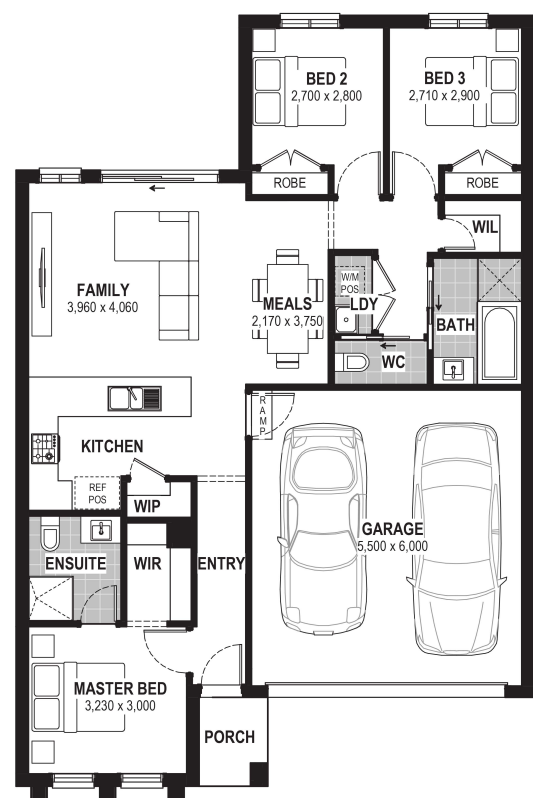 BED 2
2,700 x 2,800
BED 3
2,710 x 2,900
ROBE
ROBE
WIL
W/M
POS
LDY
BATH
FAMILY
3,960 x 4,060
MEALS
2,170 x 3,750
WC
RAMP
KITCHEN
REF
POS
WIP
GARAGE
5,500 x 6,000
ENSUITE
WIR
ENTRY
MASTER BED
3,230 x 3,000
PORCH